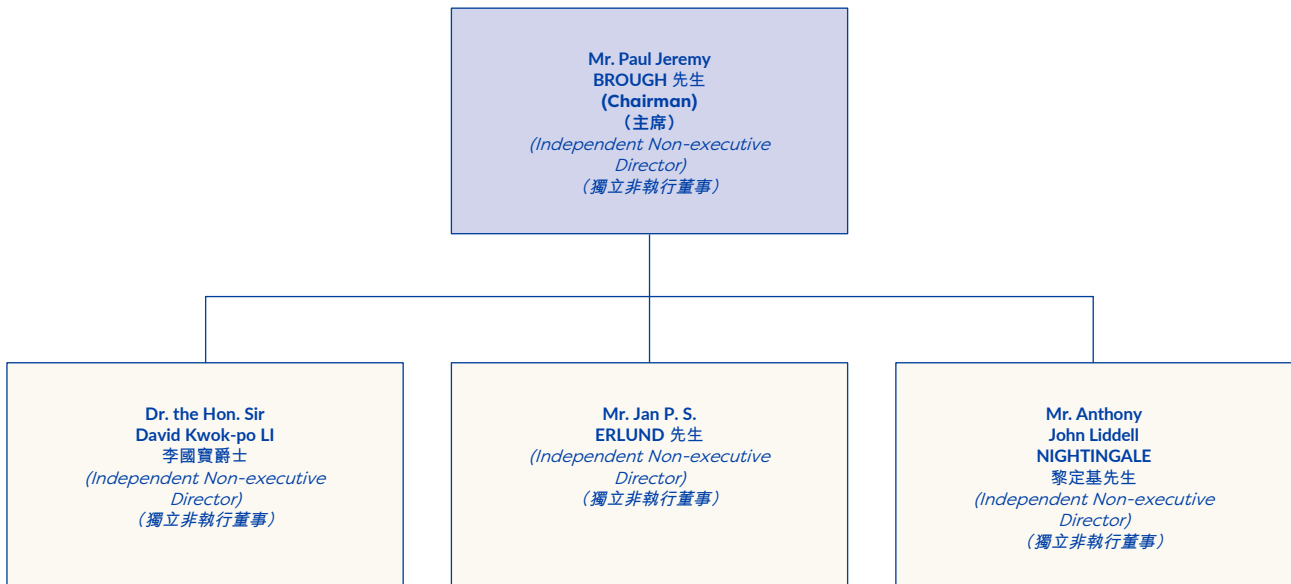 Mr. Paul Jeremy
BROUGH 先生
(Chairman)
（主席）
(Independent Non-executive
Director)
（獨立非執行董事）
Dr. the Hon. Sir
David Kwok-po LI
李國寶爵士
(Independent Non-executive
Director)
（獨立非執行董事）
Mr. Jan P. S.
ERLUND 先生
(Independent Non-executive
Director)
（獨立非執行董事）
Mr. Anthony
John Liddell
NIGHTINGALE
黎定基先生
(Independent Non-executive
Director)
（獨立非執行董事）